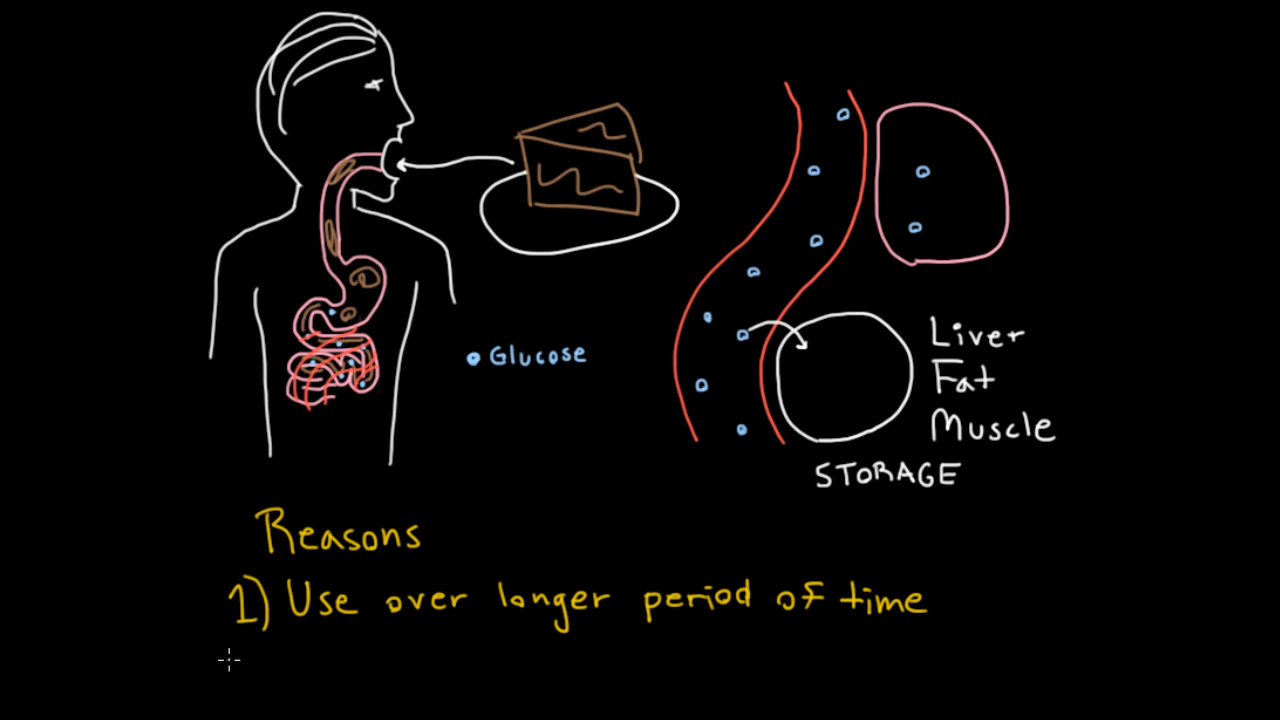 Glucose
Liver
Fat
Muscle
STORAGE
Reasons
1) Use over longer period of time